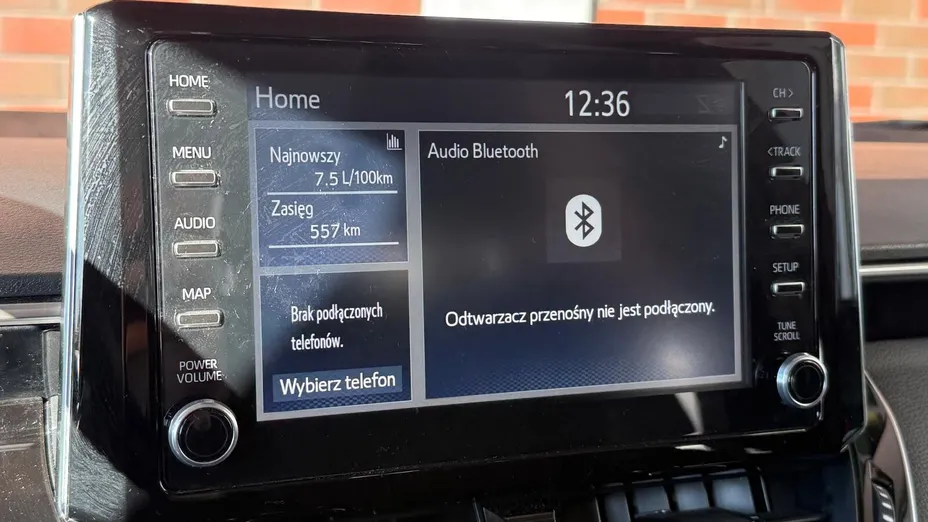 HOME
MENU
AUDIO
MAP
POWER
VOLUME
Home
12:36
Najnowszy
7.5 L/100km
Zasięg
557 km
Brak podłączonych
telefonów.
Wybierz telefon
Audio Bluetooth
Odtwarzacz przenośny nie jest podłączony.
CH >
< TRACK
PHONE
SETUP
TUNE
SCROLL